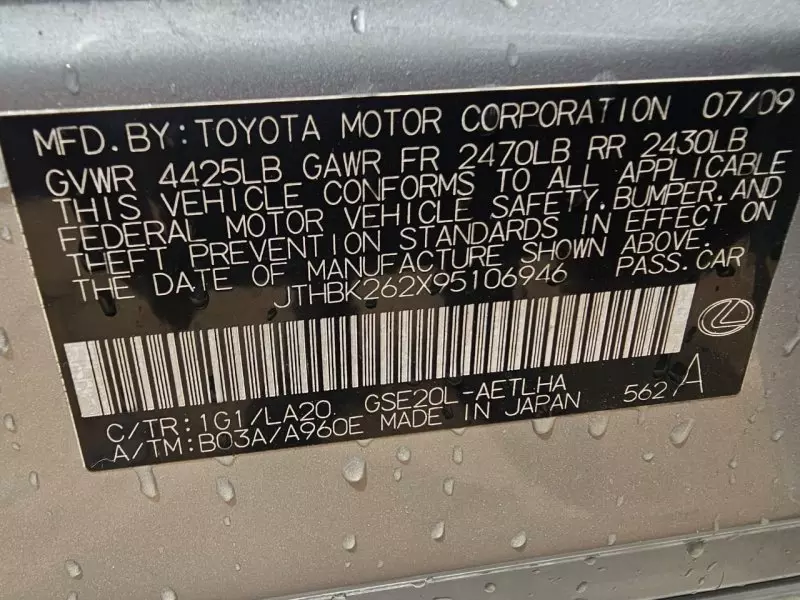 MFD.BY:TOYOTA MOTOR CORPORATION 07/09
GVWR 4425LB GAWR FR 2470LB RR 2430LB
THIS VEHICLE CONFORMS TO ALL APPLICABLE
FEDERAL MOTOR VEHICLE SAFETY,BUMPER,AND
THEFT PREVENTION STANDARDS IN EFFECT ON
THE DATE OF MANUFACTURE SHOWN ABOVE.
JTHBK262X95106946 PASS.CAR
C/TR:1G1/LA20. GSE20L-AETLHA 562 A
A/TM:B03A/A960E MADE IN JAPAN